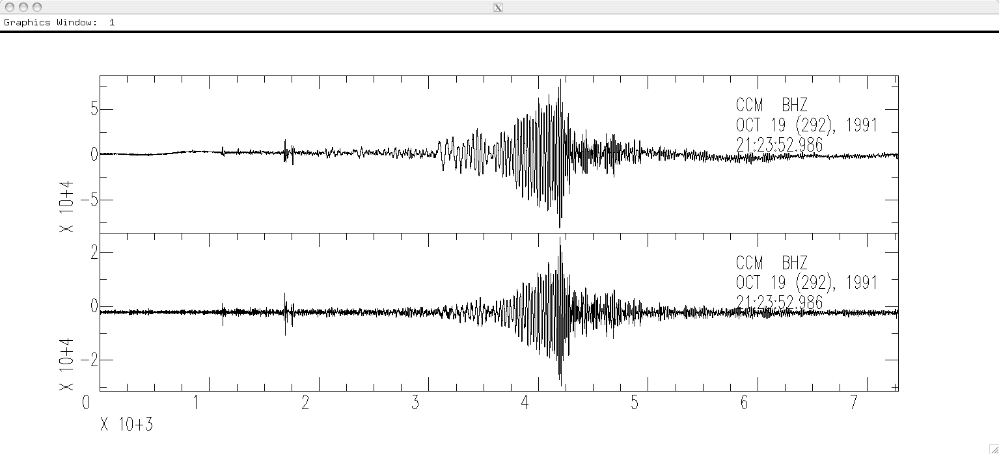 X
Graphics Window: 1
5
0
-5
X 10+4
CCM BHZ
OCT 19 (292), 1991
21:23:52.986
2
0
-2
X 10+4
CCM BHZ
OCT 19 (292), 1991
21:23:52.986
0 1 2 3 4 5 6 7
X 10+3